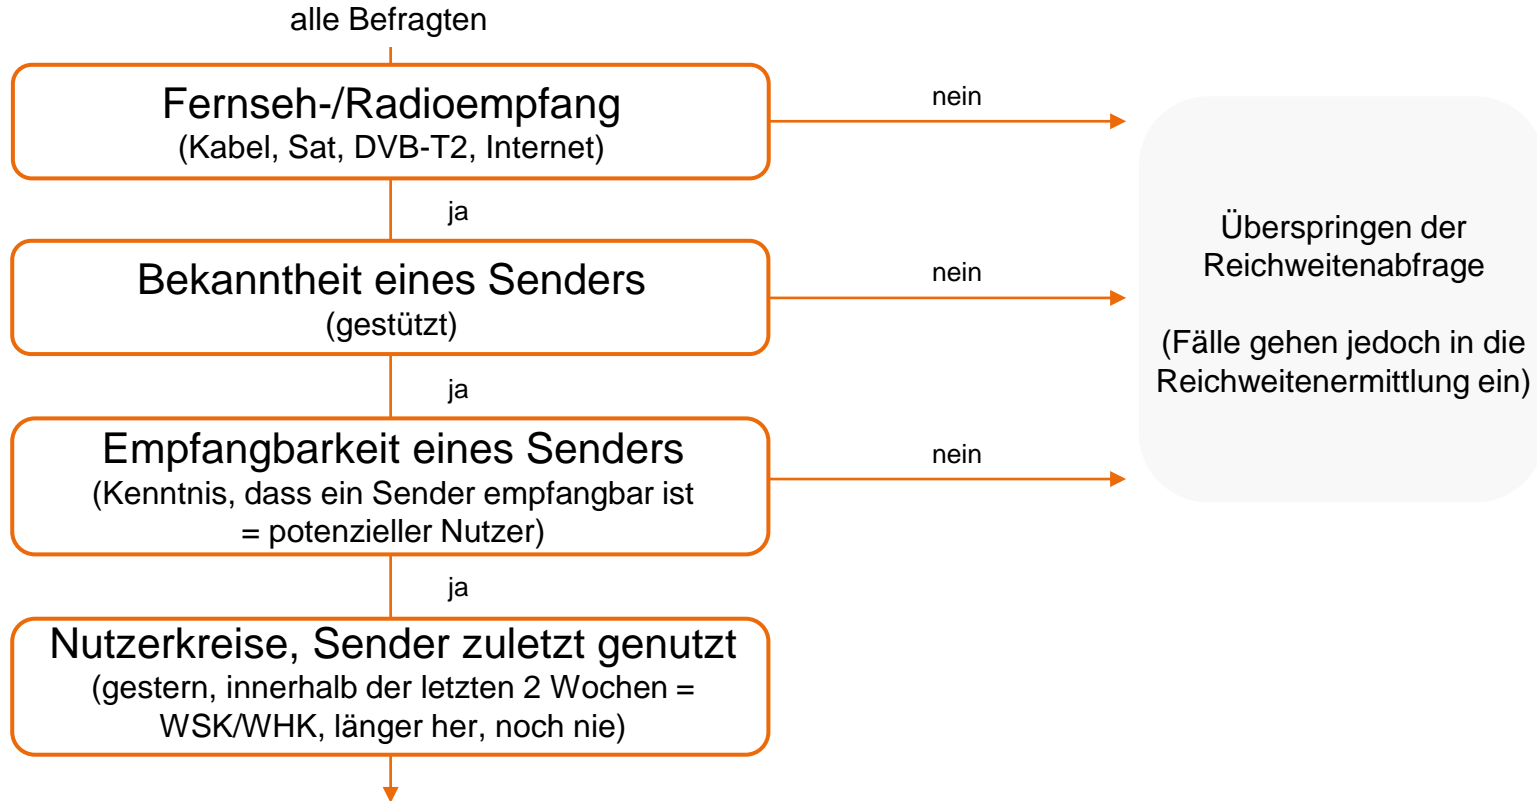 alle Befragten
Fernseh-/Radioempfang
(Kabel, Sat, DVB-T2, Internet)
nein
ja
Bekanntheit eines Senders
(gestützt)
nein
ja
Empfangbarkeit eines Senders
(Kenntnis, dass ein Sender empfangbar ist
= potenzieller Nutzer)
nein
ja
Nutzerkreise, Sender zuletzt genutzt
(gestern, innerhalb der letzten 2 Wochen =
WSK/WHK, länger her, noch nie)
Überspringen der
Reichweitenabfrage
(Fälle gehen jedoch in die
Reichweitenermittlung ein)